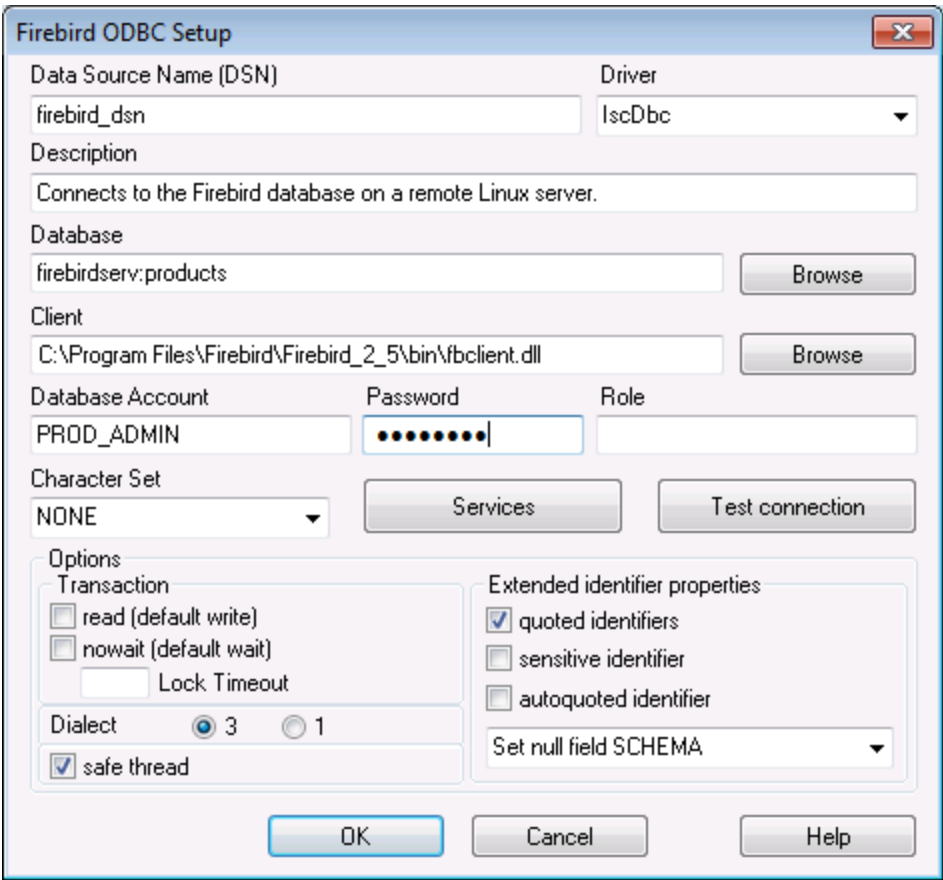 Firebird ODBC Setup
Data Source Name (DSN) Driver
firebird_dsn IscDbc
Description
Connects to the Firebird database on a remote Linux server.
Database
firebirdserv:products Browse
Client
C:\Program Files\Firebird\Firebird_2_5\bin\fbclient.dll Browse
Database Account Password Role
PROD_ADMIN ●●●●●●●●
Character Set
NONE Services Test connection
Options
Transaction Extended identifier properties
read (default write) quoted identifiers
nowait (default wait) sensitive identifier
Lock Timeout autoquoted identifier
Dialect 3 1
Set null field SCHEMA
safe thread
OK Cancel Help